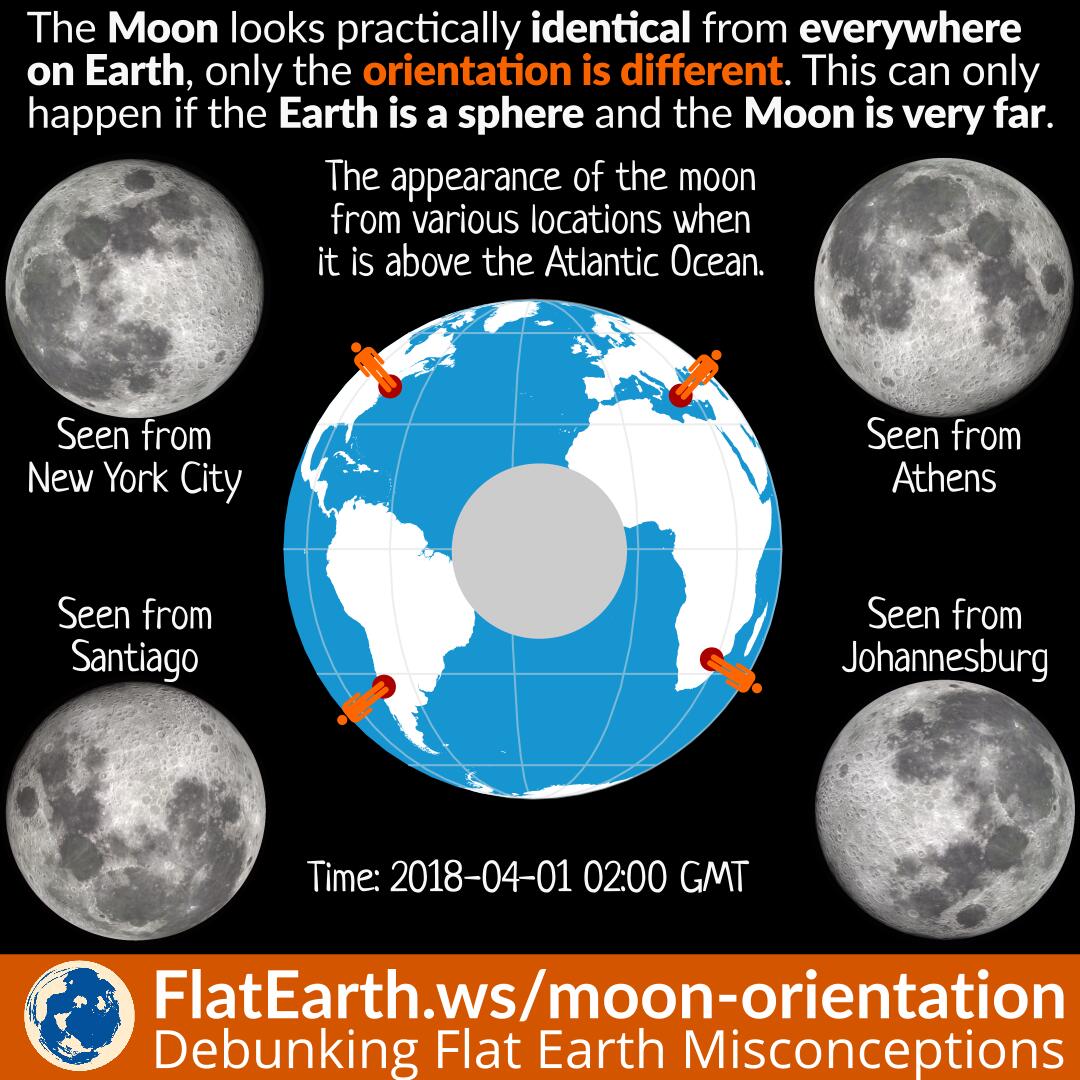 The Moon looks practically identical from everywhere
on Earth, only the orientation is different. This can only
happen if the Earth is a sphere and the Moon is very far.
The appearance of the moon
from various locations when
it is above the Atlantic Ocean.
Seen from
New York City
Seen from
Athens
Seen from
Santiago
Seen from
Johannesburg
Time: 2018-04-01 02:00 GMT
FlatEarth.ws/moon-orientation
Debunking Flat Earth Misconceptions